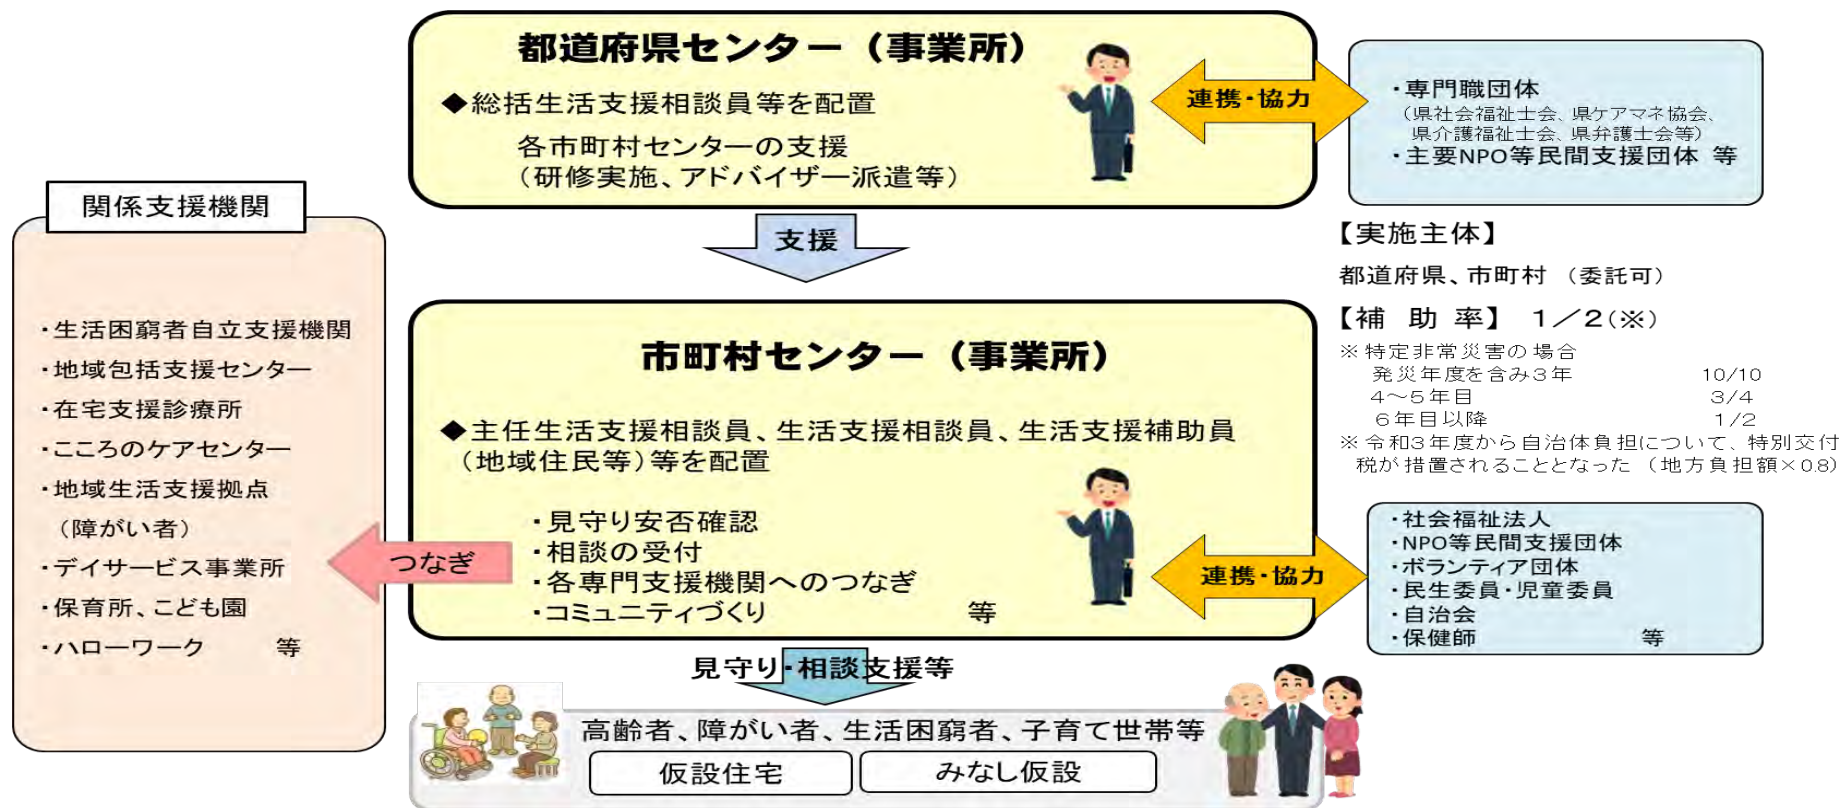 都道府県センター（事業所）
◆総括生活支援相談員等を配置
各市町村センターの支援
（研修実施、アドバイザー派遣等）
連携・協力
・専門職団体
（県社会福祉士会、県ケアマネ協会、
県介護福祉士会、県弁護士会等）
・主要NPO等民間支援団体 等
支援
関係支援機関
・生活困窮者自立支援機関
・地域包括支援センター
・在宅支援診療所
・こころのケアセンター
・地域生活支援拠点
（障がい者）
・デイサービス事業所
・保育所、こども園
・ハローワーク 等
【実施主体】
都道府県、市町村 （委託可）
【補 助 率】 1／2（※）
※特定非常災害の場合
発災年度を含み3年 10/10
4～5年目 3/4
6年目以降 1/2
※令和3年度から自治体負担について、特別交付
税が措置されることとなった （地方負担額×0.8）
市町村センター（事業所）
◆主任生活支援相談員、生活支援相談員、生活支援補助員
（地域住民等）等を配置
・見守り安否確認
・相談の受付
・各専門支援機関へのつなぎ
・コミュニティづくり 等
つなぎ
連携・協力
・社会福祉法人
・NPO等民間支援団体
・ボランティア団体
・民生委員・児童委員
・自治会
・保健師 等
見守り・相談支援等
高齢者、障がい者、生活困窮者、子育て世帯等
仮設住宅
みなし仮設